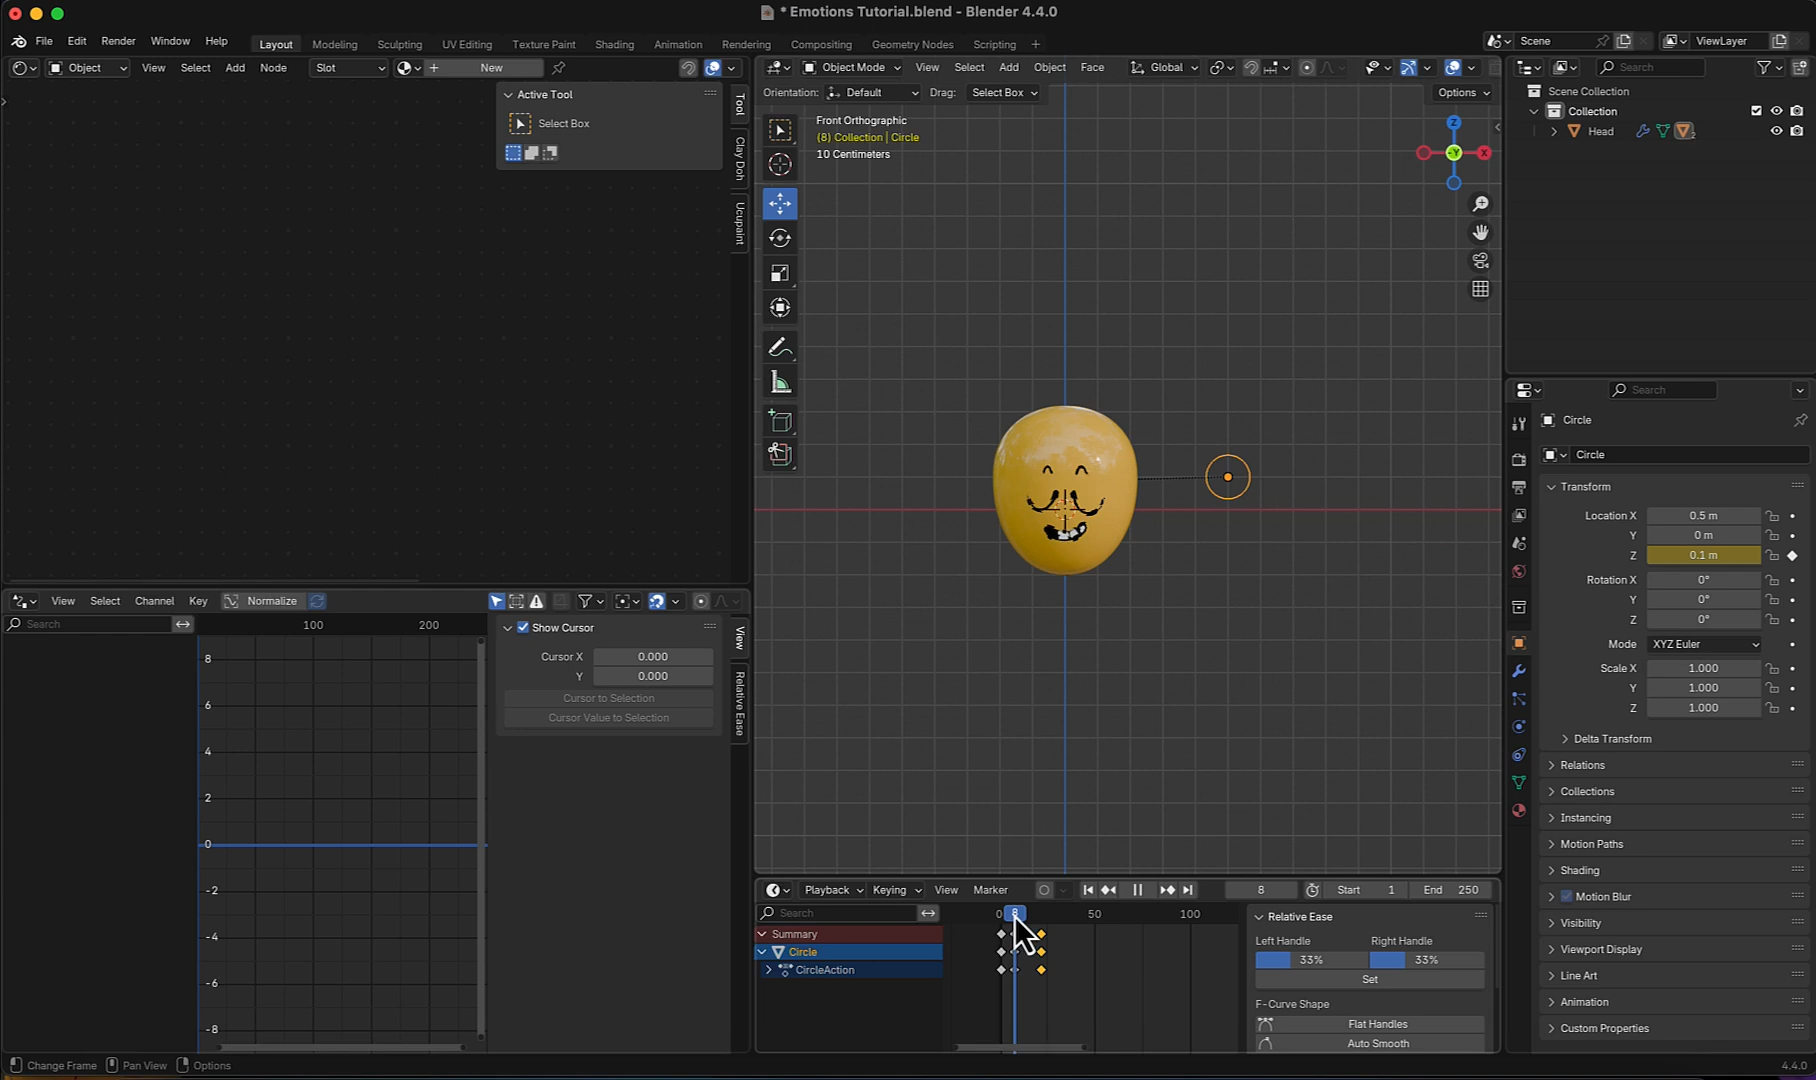 * Emotions Tutorial.blend - Blender 4.4.0
File Edit Render Window Help Layout Modeling Sculpting UV Editing Texture Paint Shading Animation Rendering Compositing Geometry Nodes Scripting + Scene ViewLayer
Object View Select Add Node Slot + New
Object Mode View Select Add Object Face Global
Search
Orientation: Default Drag: Select Box Options
Active Tool
Select Box
Tool
Clay Doh
Ucupaint
Front Orthographic
(8) Collection | Circle
10 Centimeters
Z
-Y
X
Scene Collection
Collection
Head
2
Search
Circle
Circle
Transform
Location X 0.5 m
Y 0 m
Z 0.1 m
Rotation X 0°
Y 0°
Z 0°
Mode XYZ Euler
Scale X 1.000
Y 1.000
Z 1.000
Delta Transform
Relations
Collections
Instancing
Motion Paths
Shading
Motion Blur
Visibility
Viewport Display
Line Art
Animation
Custom Properties
View Select Channel Key Normalize
Search
100 200
8
6
4
2
0
-2
-4
-6
-8
Show Cursor
Cursor X 0.000
Y 0.000
Cursor to Selection
Cursor Value to Selection
View
Relative Ease
Playback Keying View Marker 8 Start 1 End 250
Search
0 8 50 100
Summary
Circle
CircleAction
Relative Ease
Left Handle Right Handle
33% 33%
Set
F-Curve Shape
Flat Handles
Auto Smooth
Change Frame Pan View Options 4.4.0